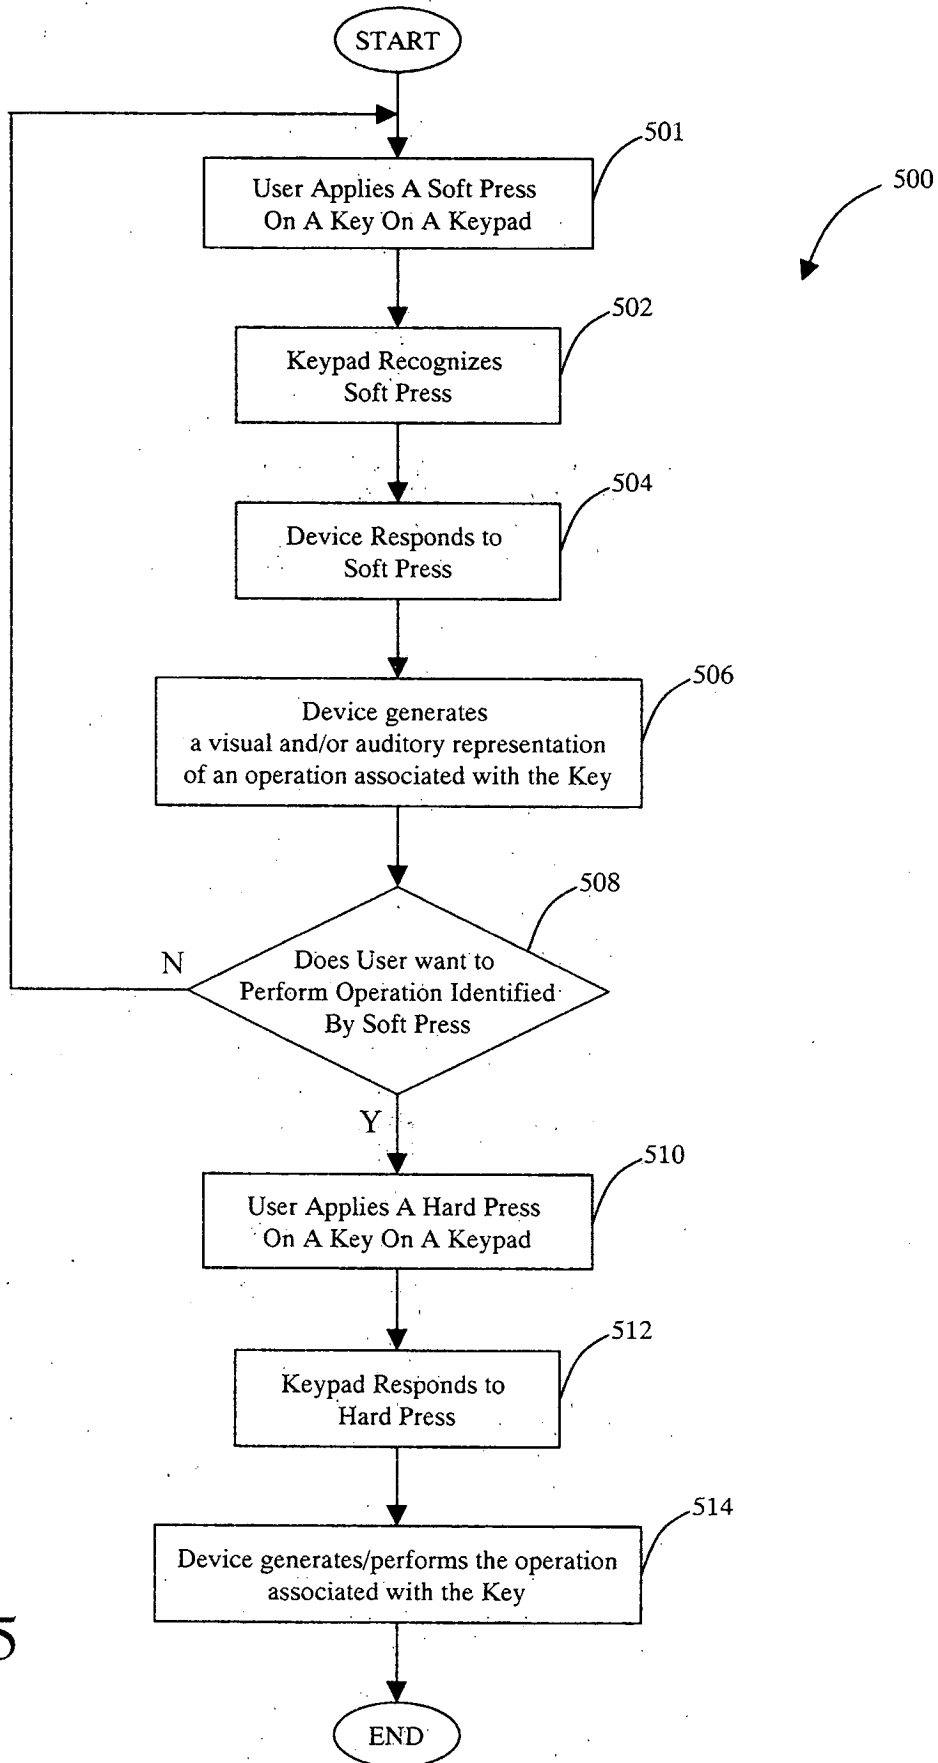 START
501
500
User Applies A Soft Press
On A Key On A Keypad
502
Keypad Recognizes
Soft Press
504
Device Responds to
Soft Press
506
Device generates
a visual and/or auditory representation
of an operation associated with the Key
508
N
Does User want to
Perform Operation Identified
By Soft Press
Y
510
User Applies A Hard Press
On A Key On A Keypad
512
Keypad Responds to
Hard Press
514
Device generates/performs the operation
associated with the Key
5
END